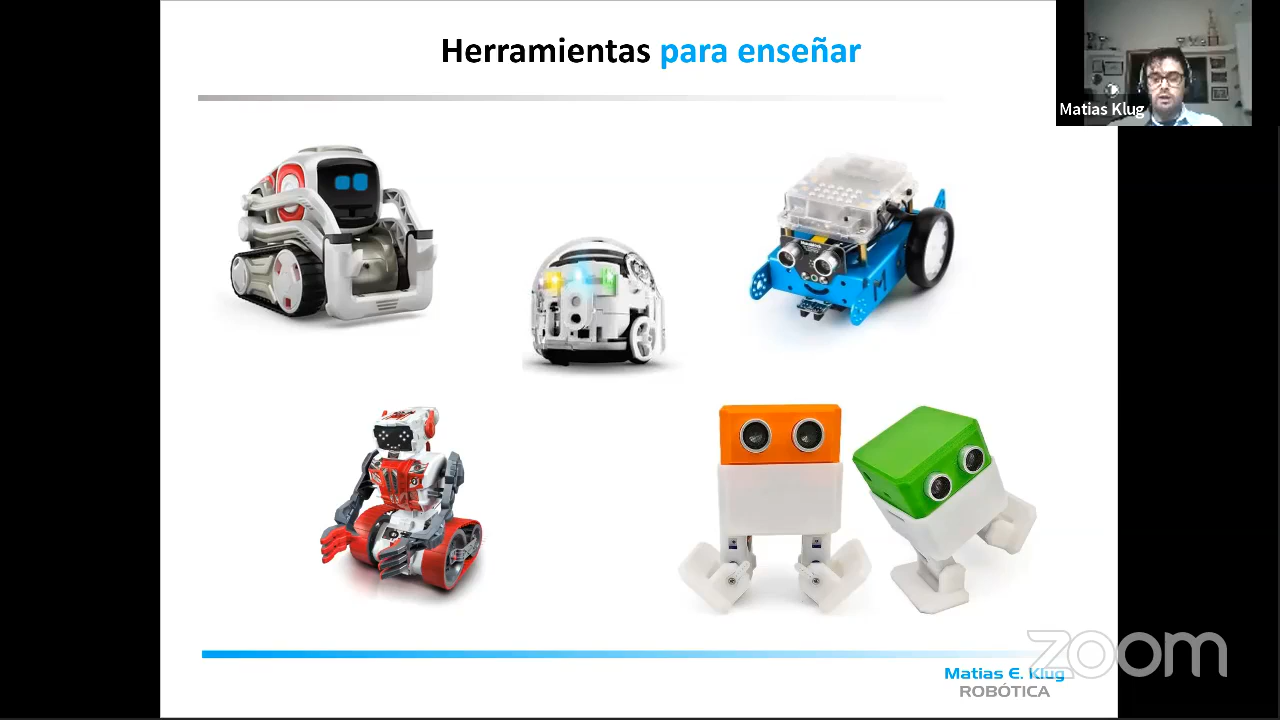 Herramientas para enseñar
Matias Klug
M
zoom
Matias E. Klug
ROBÓTICA